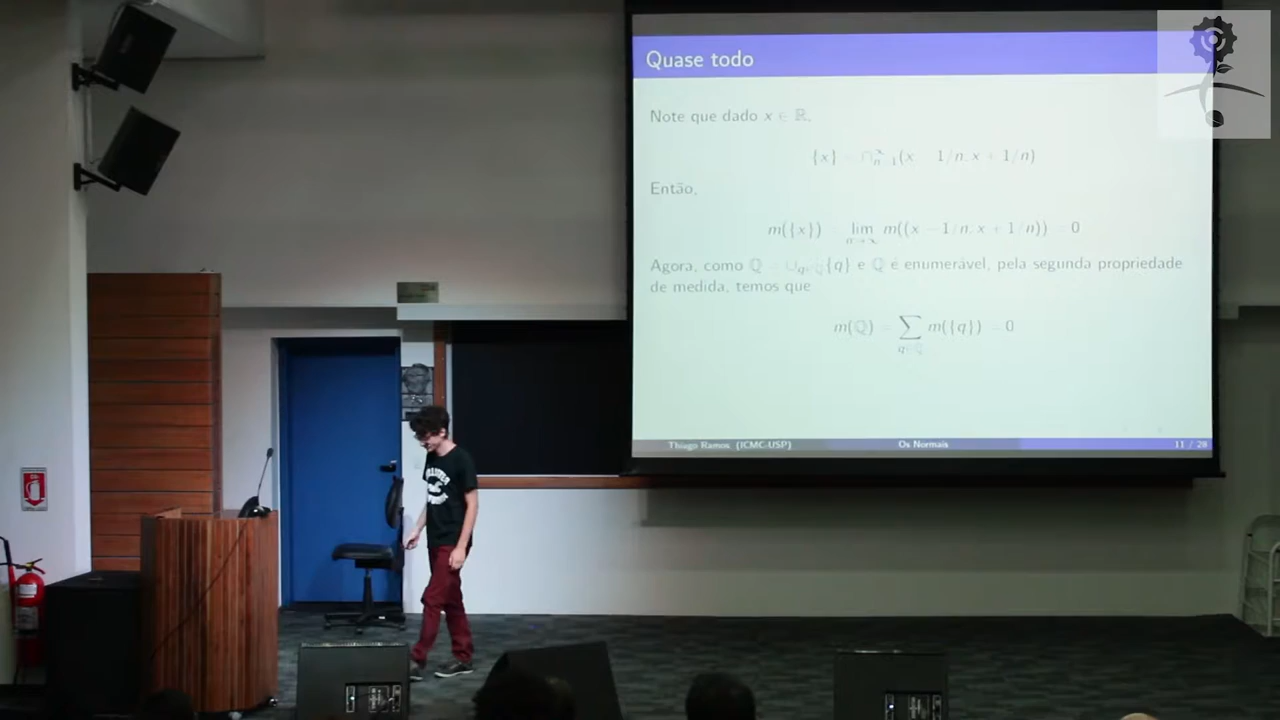 Quase todo
Note que dado x ∈ ℝ,
{x} = ∩_{n=1}^{∞}(x − 1/n, x + 1/n)
Então,
m({x}) = lim_{n→∞} m((x − 1/n, x + 1/n)) = 0
Agora, como ℚ = ∪_{q∈ℚ}{q} e ℚ é enumerável, pela segunda propriedade
de medida, temos que
m(ℚ) = ∑_{q∈ℚ} m({q}) = 0
Thiago Ramos (ICMC-USP) Os Normais 11 / 28